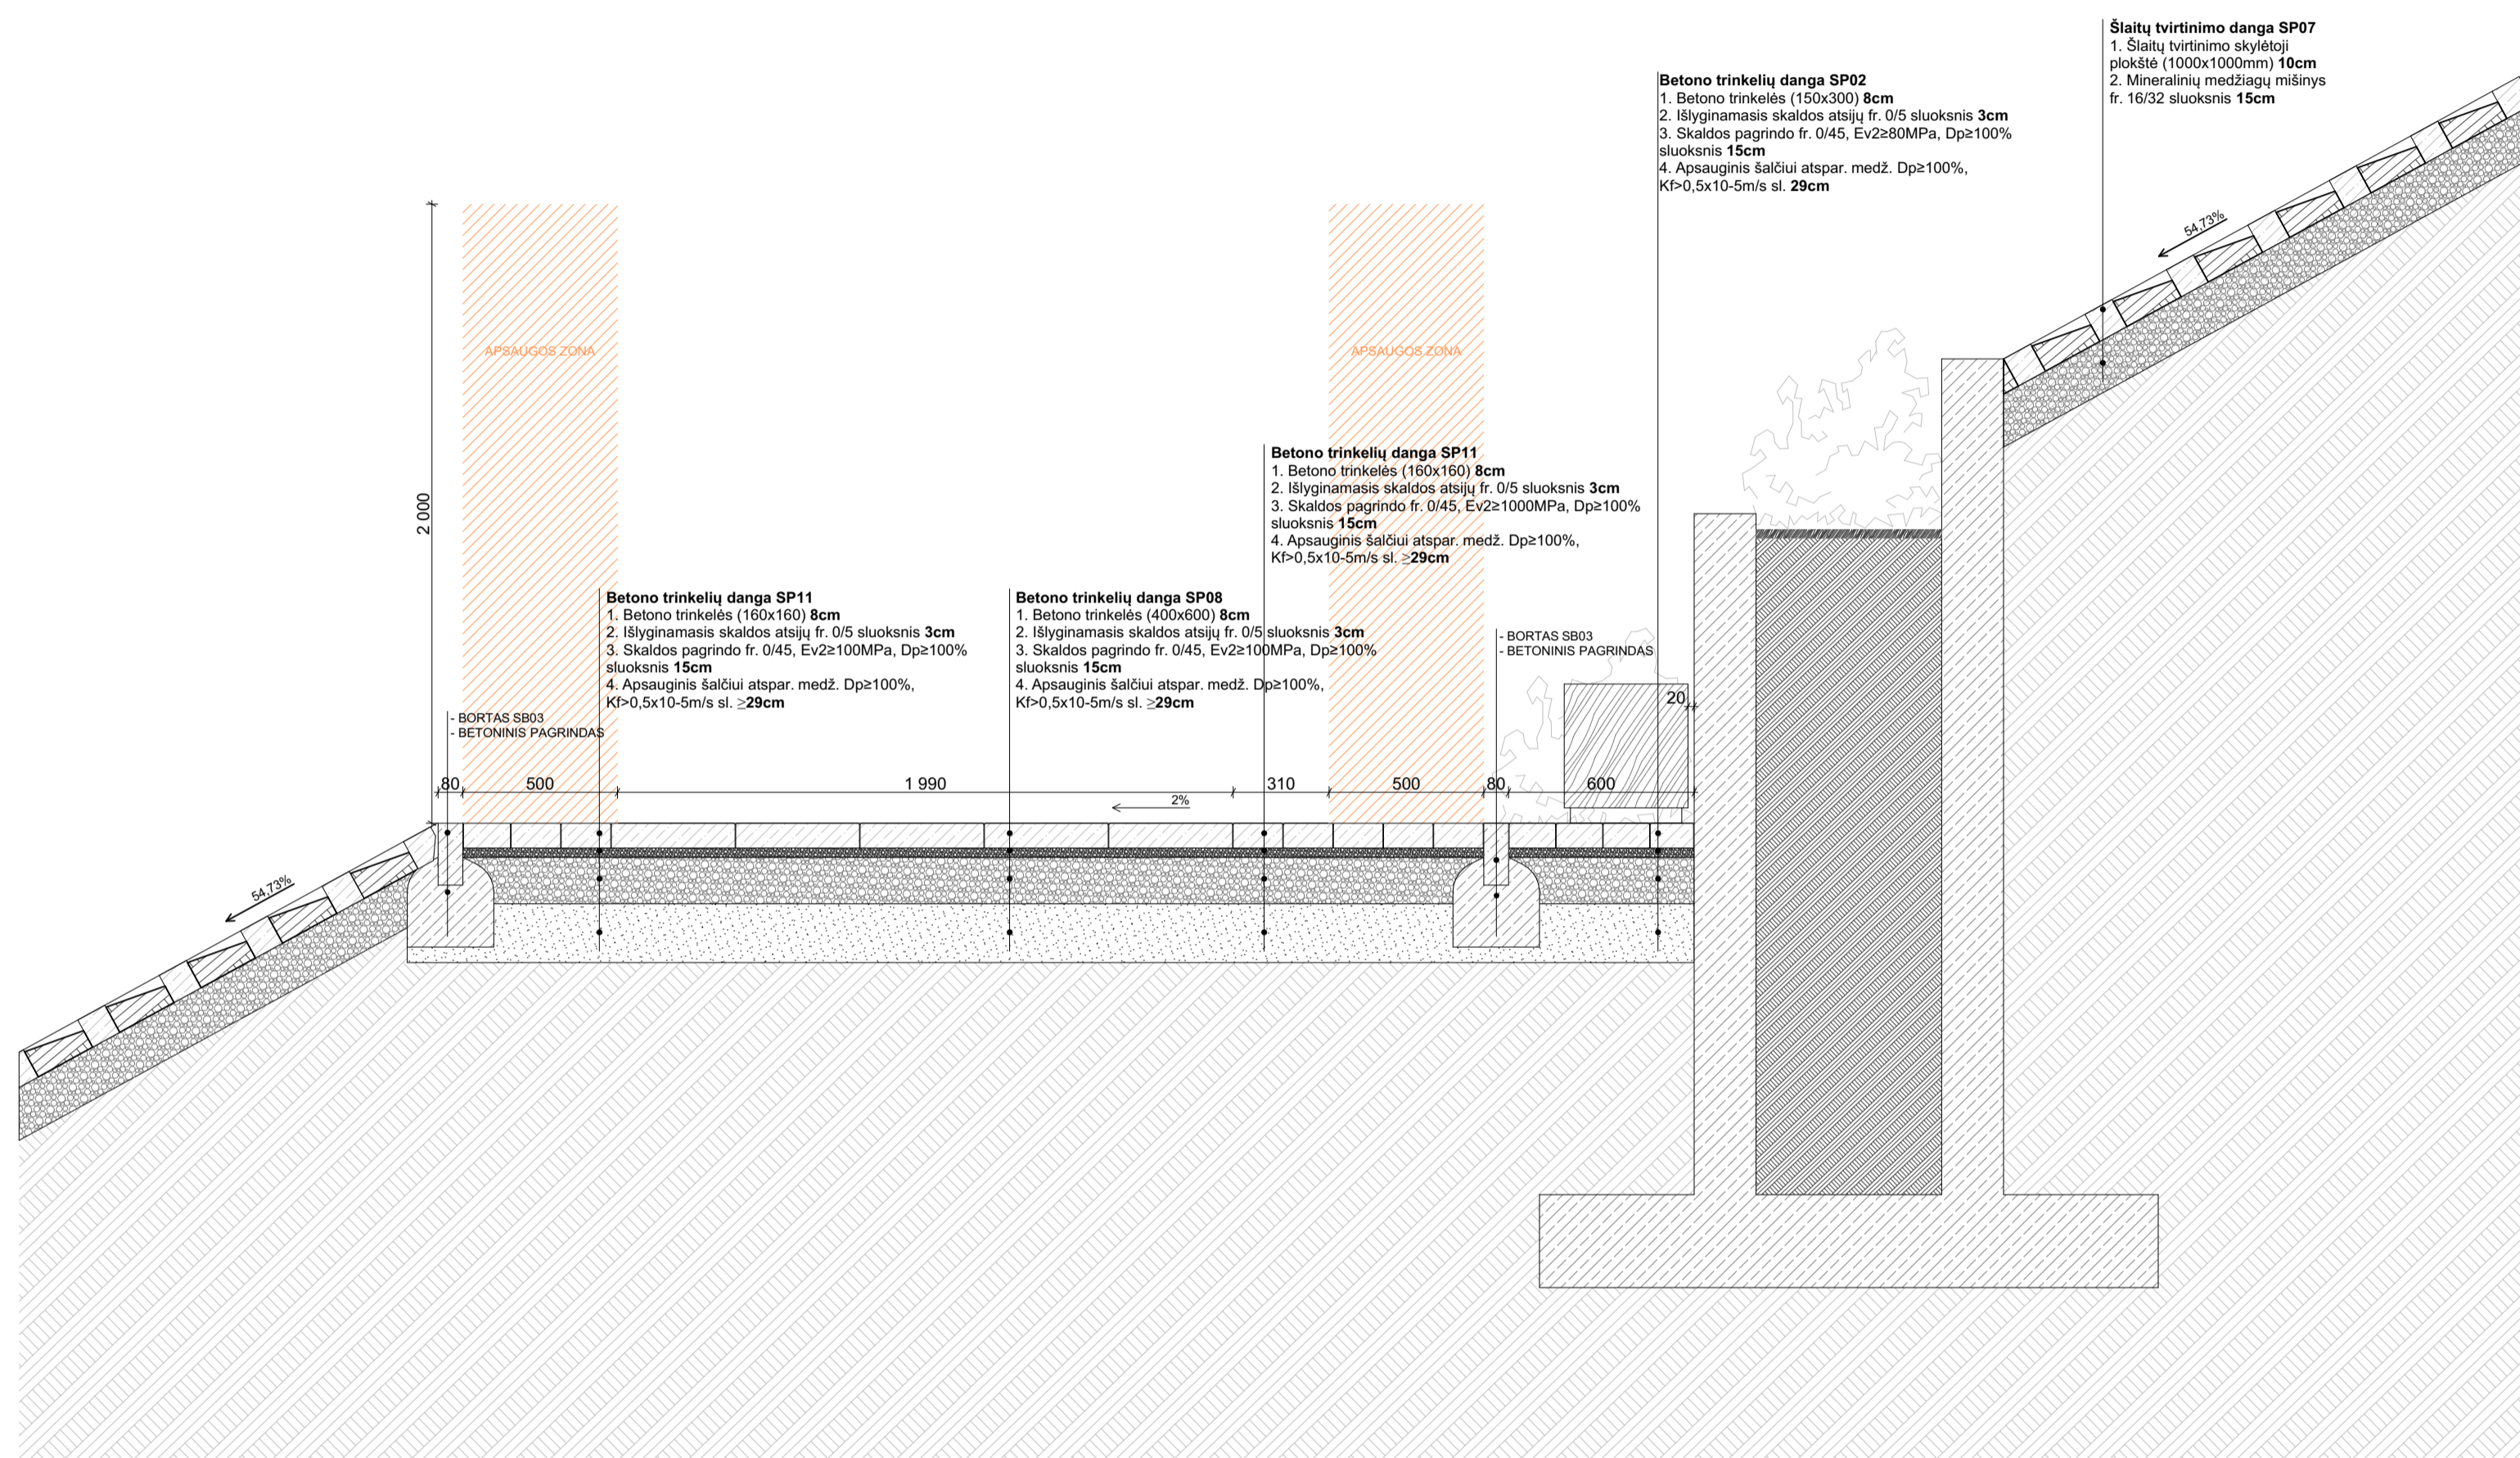 Šlaitų tvirtinimo danga SP07
1. Šlaitų tvirtinimo skylėtoji
plokštė (1000x1000mm) 10cm
2. Mineralinių medžiagų mišinys
fr. 16/32 sluoksnis 15cm
Betono trinkelių danga SP02
1. Betono trinkelės (150x300) 8cm
2. Išlyginamasis skaldos atsijų fr. 0/5 sluoksnis 3cm
3. Skaldos pagrindo fr. 0/45, Ev2≥80MPa, Dp≥100%
sluoksnis 15cm
4. Apsauginis šalčiui atspar. medž. Dp≥100%,
Kf>0,5x10-5m/s sl. 29cm
54,73%
APSAUGOS ZONA
APSAUGOS ZONA
2 000
Betono trinkelių danga SP11
1. Betono trinkelės (160x160) 8cm
2. Išlyginamasis skaldos atsijų fr. 0/5 sluoksnis 3cm
3. Skaldos pagrindo fr. 0/45, Ev2≥1000MPa, Dp≥100%
sluoksnis 15cm
4. Apsauginis šalčiui atspar. medž. Dp≥100%,
Kf>0,5x10-5m/s sl. ≥29cm
Betono trinkelių danga SP11
1. Betono trinkelės (160x160) 8cm
2. Išlyginamasis skaldos atsijų fr. 0/5 sluoksnis 3cm
3. Skaldos pagrindo fr. 0/45, Ev2≥100MPa, Dp≥100%
sluoksnis 15cm
4. Apsauginis šalčiui atspar. medž. Dp≥100%,
Kf>0,5x10-5m/s sl. ≥29cm
Betono trinkelių danga SP08
1. Betono trinkelės (400x600) 8cm
2. Išlyginamasis skaldos atsijų fr. 0/5 sluoksnis 3cm
3. Skaldos pagrindo fr. 0/45, Ev2≥100MPa, Dp≥100%
sluoksnis 15cm
4. Apsauginis šalčiui atspar. medž. Dp≥100%,
Kf>0,5x10-5m/s sl. ≥29cm
- BORTAS SB03
- BETONINIS PAGRINDAS
20
- BORTAS SB03
- BETONINIS PAGRINDAS
80 500 1 990 310 500 80 600
2%
54,73%